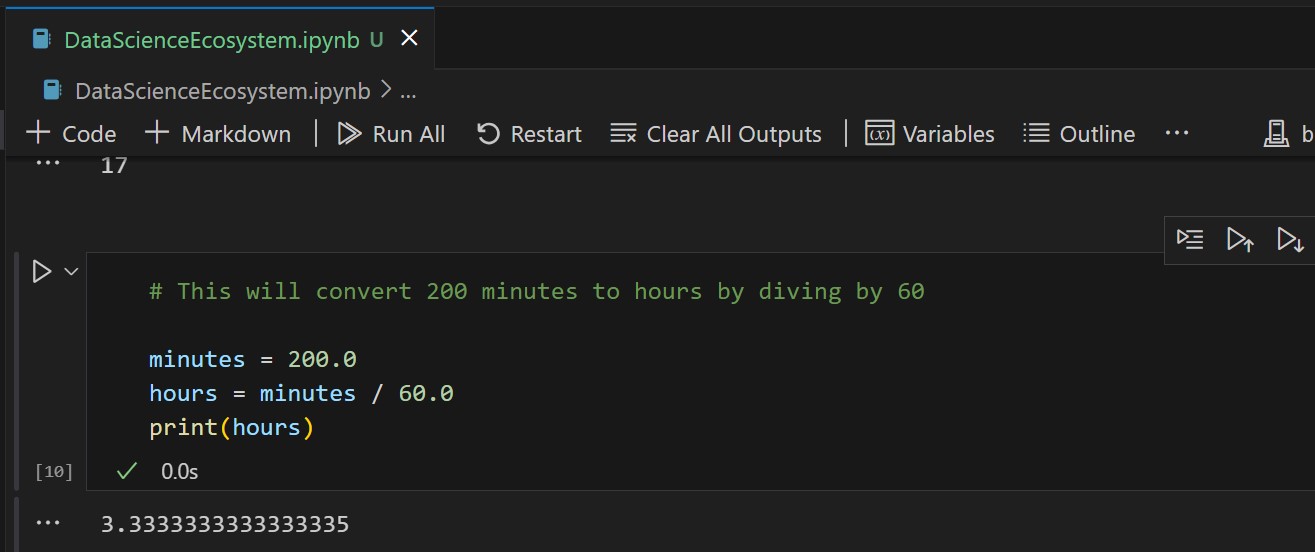 DataScienceEcosystem.ipynb U
DataScienceEcosystem.ipynb > ...
+ Code + Markdown | Run All Restart Clear All Outputs | (x) Variables Outline ... b
... 17
# This will convert 200 minutes to hours by diving by 60
minutes = 200.0
hours = minutes / 60.0
print(hours)
[10] 0.0s
... 3.3333333333333335